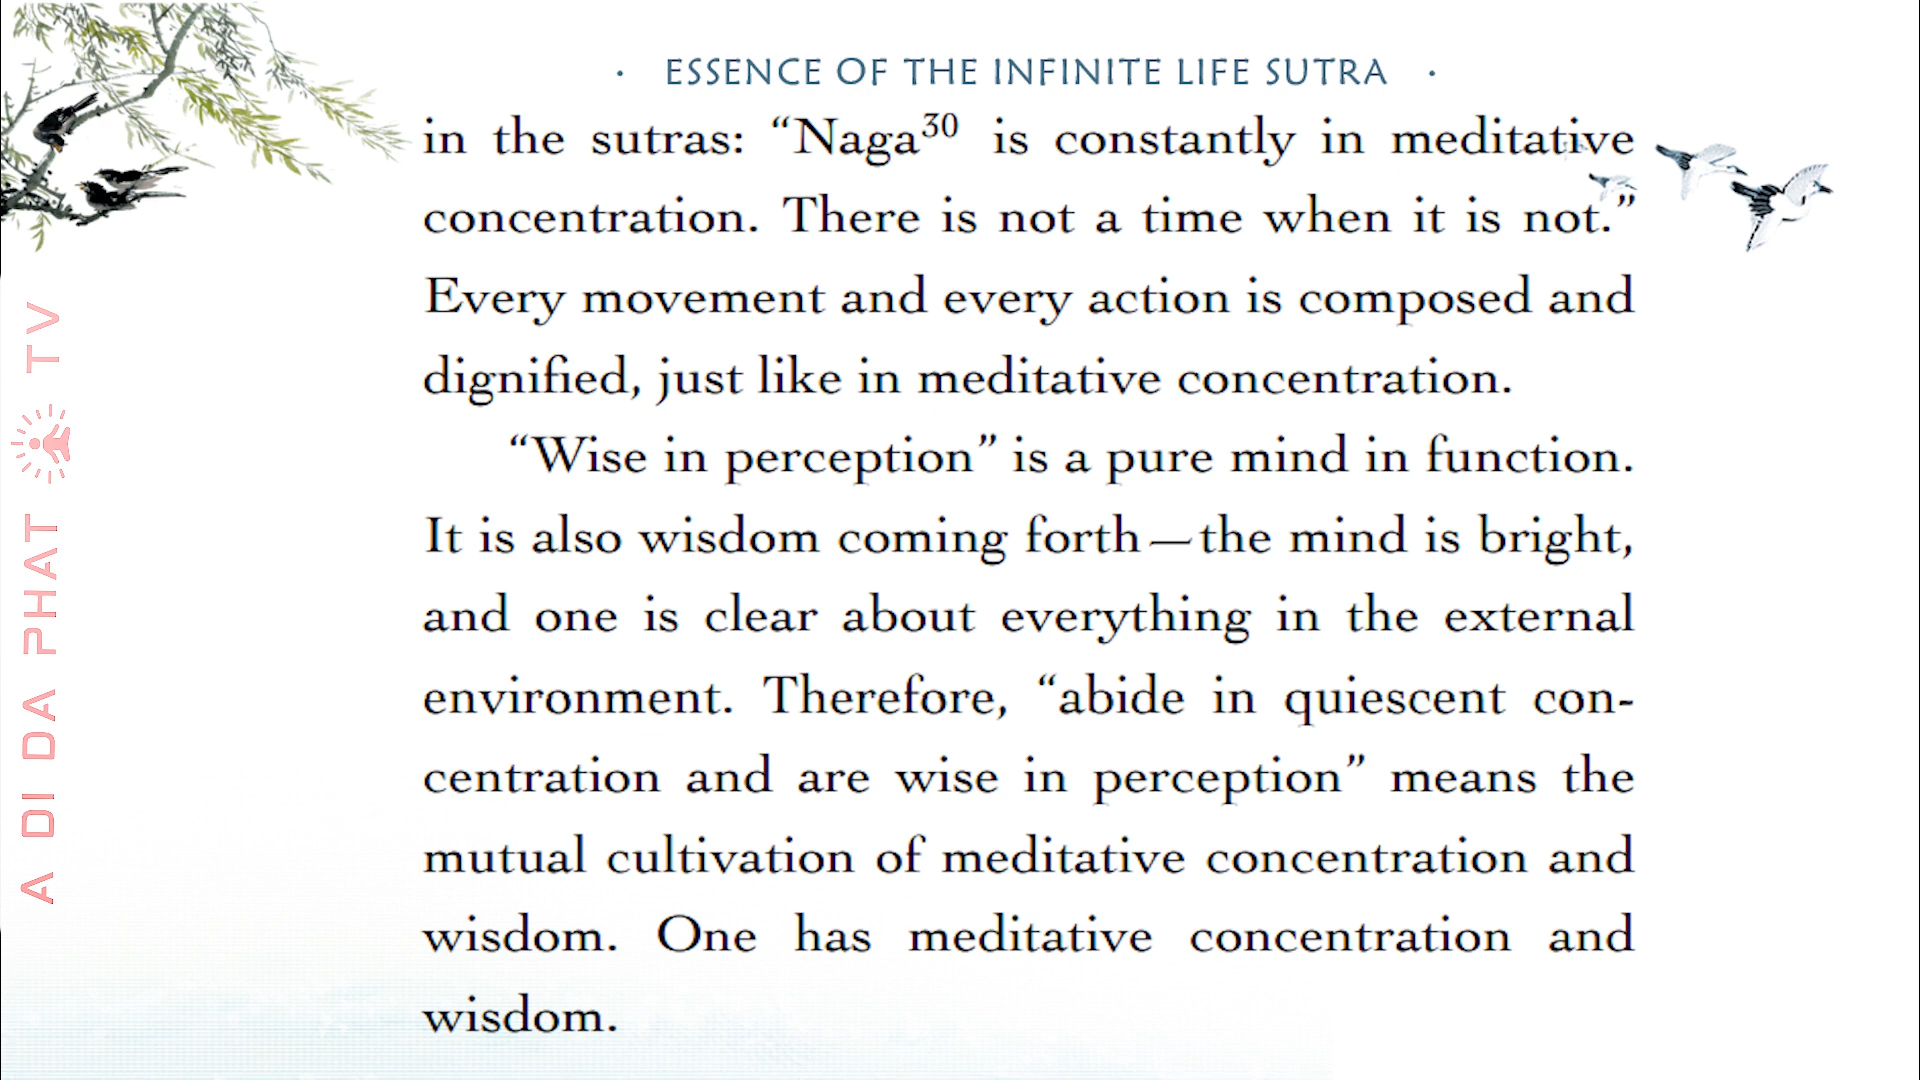 · ESSENCE OF THE INFINITE LIFE SUTRA ·
in the sutras: “Naga30 is constantly in meditative
concentration. There is not a time when it is not.”
Every movement and every action is composed and
dignified, just like in meditative concentration.
“Wise in perception” is a pure mind in function.
It is also wisdom coming forth—the mind is bright,
and one is clear about everything in the external
environment. Therefore, “abide in quiescent con-
centration and are wise in perception” means the
mutual cultivation of meditative concentration and
wisdom. One has meditative concentration and
wisdom.
A DI DA PHAT TV